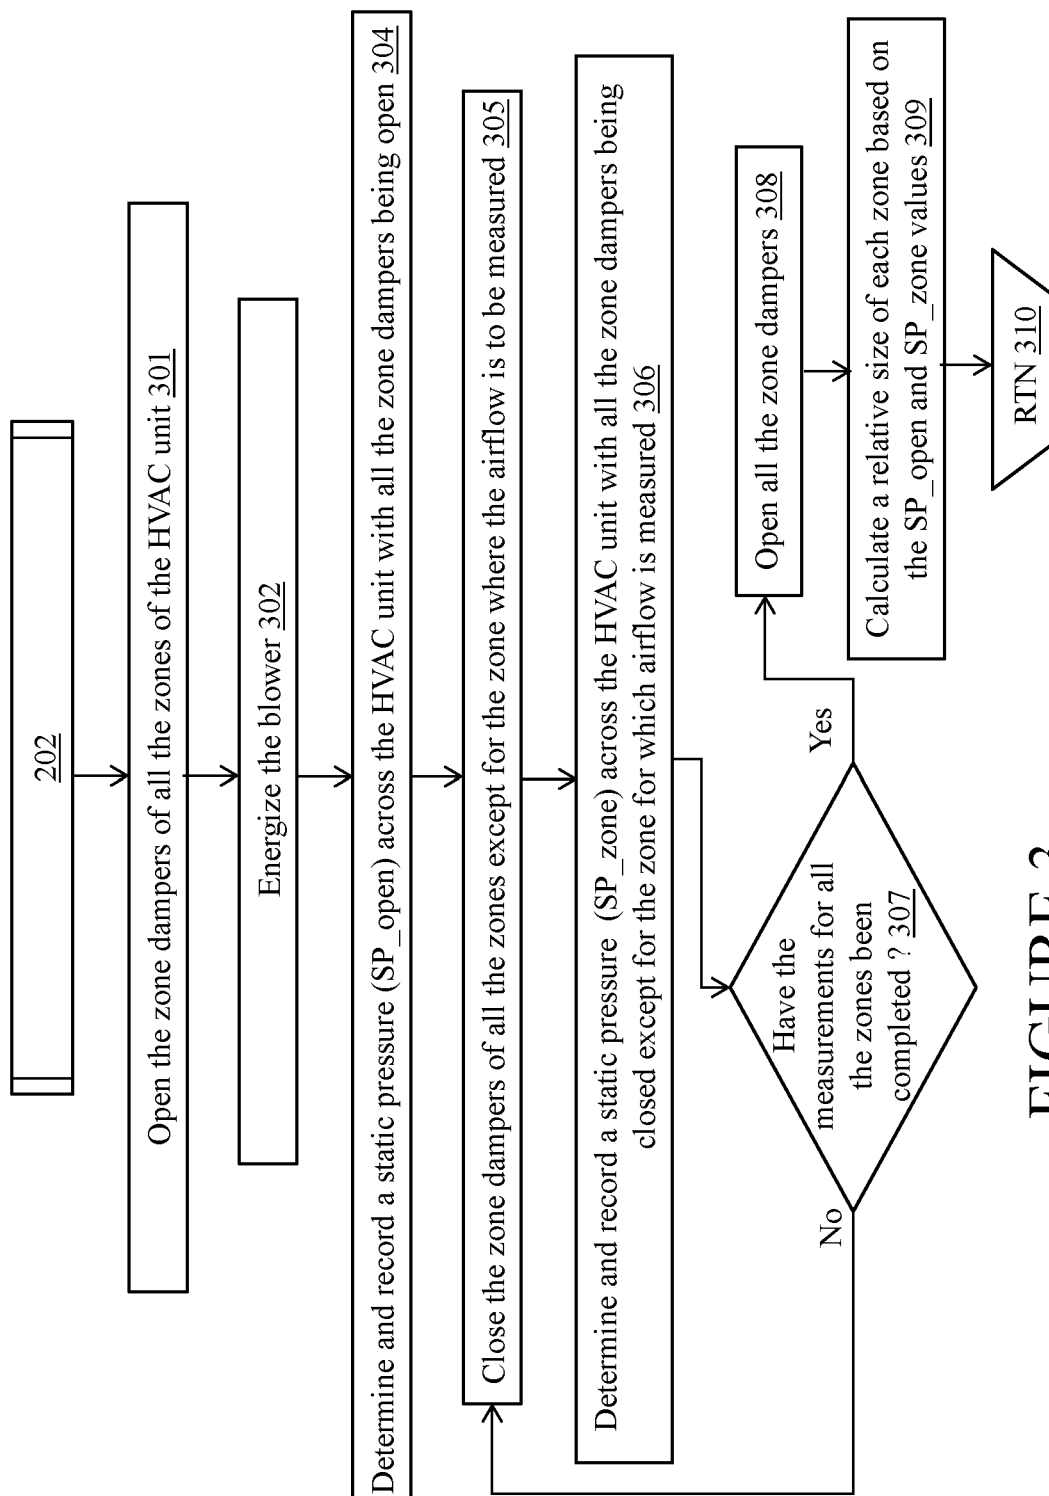 202
Open the zone dampers of all the zones of the HVAC unit 301
Energize the blower 302
Determine and record a static pressure (SP_open) across the HVAC unit with all the zone dampers being open 304
Close the zone dampers of all the zones except for the zone where the airflow is to be measured 305
Determine and record a static pressure (SP_zone) across the HVAC unit with all the zone dampers being
closed except for the zone for which airflow is measured 306
Have the
measurements for all
the zones been
completed ? 307
No
Yes
Open all the zone dampers 308
Calculate a relative size of each zone based on
the SP_open and SP_zone values 309
RTN 310